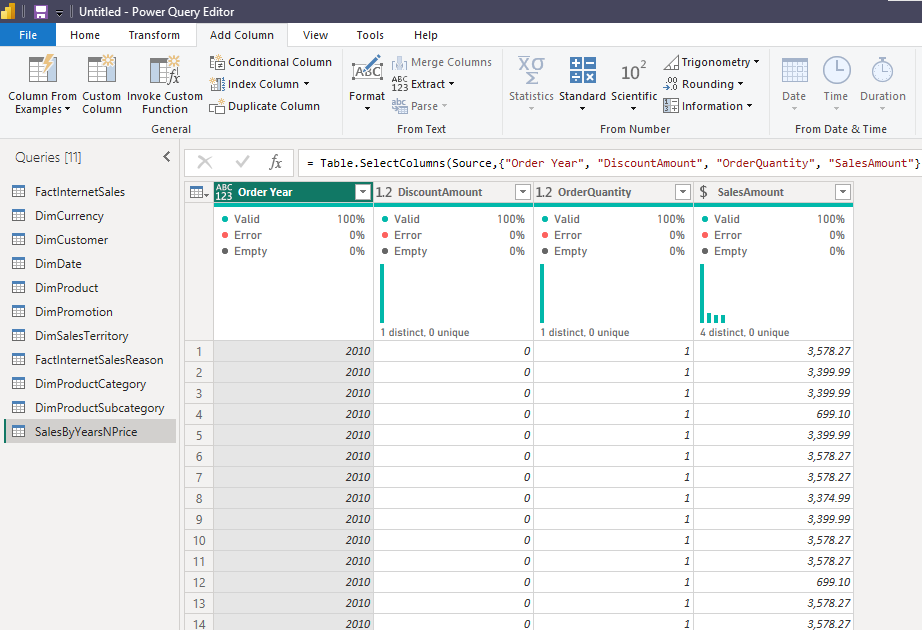 Untitled - Power Query Editor
File Home Transform Add Column View Tools Help
Column From Examples
Custom Column
Invoke Custom Function
Conditional Column
Index Column
Duplicate Column
General
Format
Merge Columns
ABC 123 Extract
Parse
From Text
Statistics
Standard
Scientific
Trigonometry
Rounding
Information
From Number
Date
Time
Duration
From Date & Time
Queries [11]
FactInternetSales
DimCurrency
DimCustomer
DimDate
DimProduct
DimPromotion
DimSalesTerritory
FactInternetSalesReason
DimProductCategory
DimProductSubcategory
SalesByYearsNPrice
fx = Table.SelectColumns(Source,{"Order Year", "DiscountAmount", "OrderQuantity", "SalesAmount"}
ABC 123 Order Year 1.2 DiscountAmount 1.2 OrderQuantity $ SalesAmount
Valid 100% Valid 100% Valid 100% Valid 100%
Error 0% Error 0% Error 0% Error 0%
Empty 0% Empty 0% Empty 0% Empty 0%
1 distinct, 0 unique 1 distinct, 0 unique 4 distinct, 0 unique
1 2010 0 1 3,578.27
2 2010 0 1 3,399.99
3 2010 0 1 3,399.99
4 2010 0 1 699.10
5 2010 0 1 3,399.99
6 2010 0 1 3,578.27
7 2010 0 1 3,578.27
8 2010 0 1 3,374.99
9 2010 0 1 3,399.99
10 2010 0 1 3,578.27
11 2010 0 1 3,578.27
12 2010 0 1 699.10
13 2010 0 1 3,578.27
14 2010 0 1 3,578.27